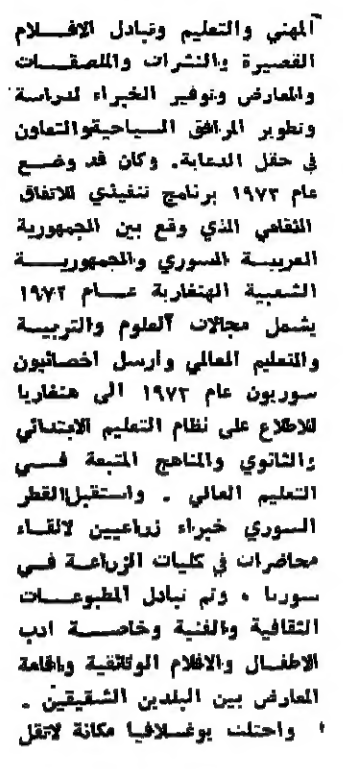 المهني والتعليم وتبادل الافلام
القصيرة والنشرات والملصقات
والمعارض وتوفير الخبراء لدراسة
وتطوير المرافق السياحية والتعاون
في حقل الدعاية. وكان قد وضع
عام ١٩٧٣ برنامج تنفيذي للاتفاق
الثقافي الذي وقع بين الجمهورية
العربية السوري والجمهورية
الشعبية الهنغارية عام ١٩٧٢
يشمل مجالات العلوم والتربية
والتعليم العالي وارسل اخصائيون
سوريون عام ١٩٧٣ الى هنغاريا
للاطلاع على نظام التعليم الابتدائي
والثانوي والمناهج المتبعة في
التعليم العالي . واستقبل القطر
السوري خبراء زراعيين لالقاء
محاضرات في كليات الزراعة في
سوريا ، وتم تبادل المطبوعات
الثقافية والفنية وخاصة ادب
الاطفال والافلام الوثائقية واقامة
المعارض بين البلدين الشقيقين .
واحتلت يوغسلافيا مكانة لاتقل